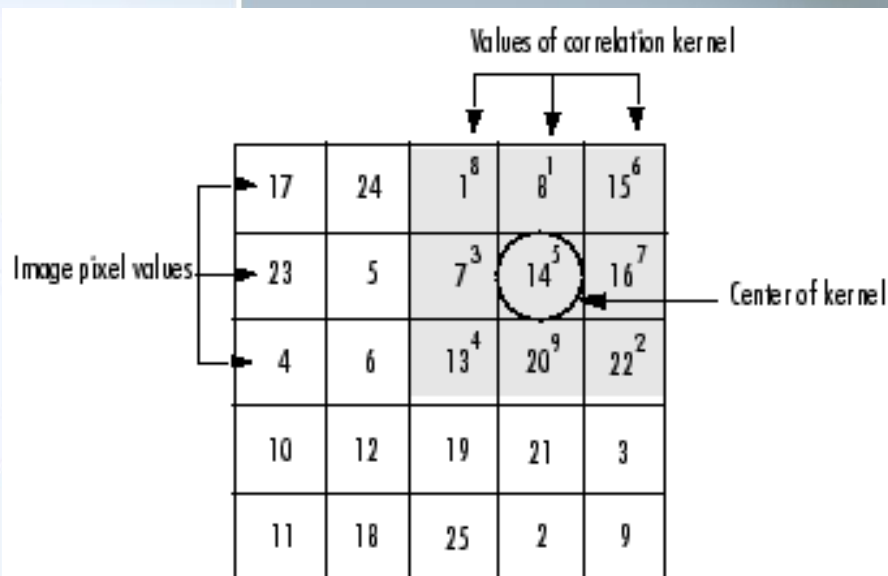 Values of correlation kernel
17 24 1 8 8 1 15 6
Image pixel values 23 5 7 3 14 5 16 7
Center of kernel
4 6 13 4 20 9 22 2
10 12 19 21 3
11 18 25 2 9